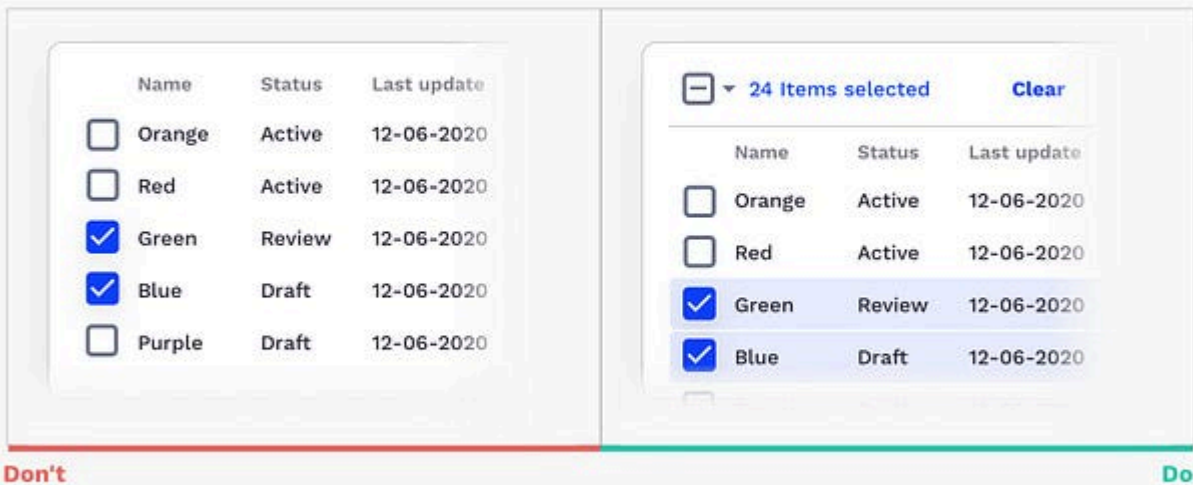 Name Status Last update
Orange Active 12-06-2020
Red Active 12-06-2020
Green Review 12-06-2020
Blue Draft 12-06-2020
Purple Draft 12-06-2020
Don't
24 Items selected Clear
Name Status Last update
Orange Active 12-06-2020
Red Active 12-06-2020
Green Review 12-06-2020
Blue Draft 12-06-2020
Do